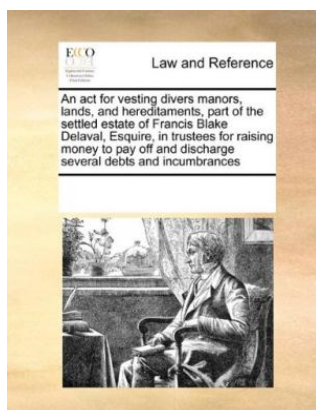 ECCO
Law and Reference
An act for vesting divers manors,
lands, and hereditaments, part of the
settled estate of Francis Blake
Delaval, Esquire, in trustees for raising
money to pay off and discharge
several debts and incumbrances